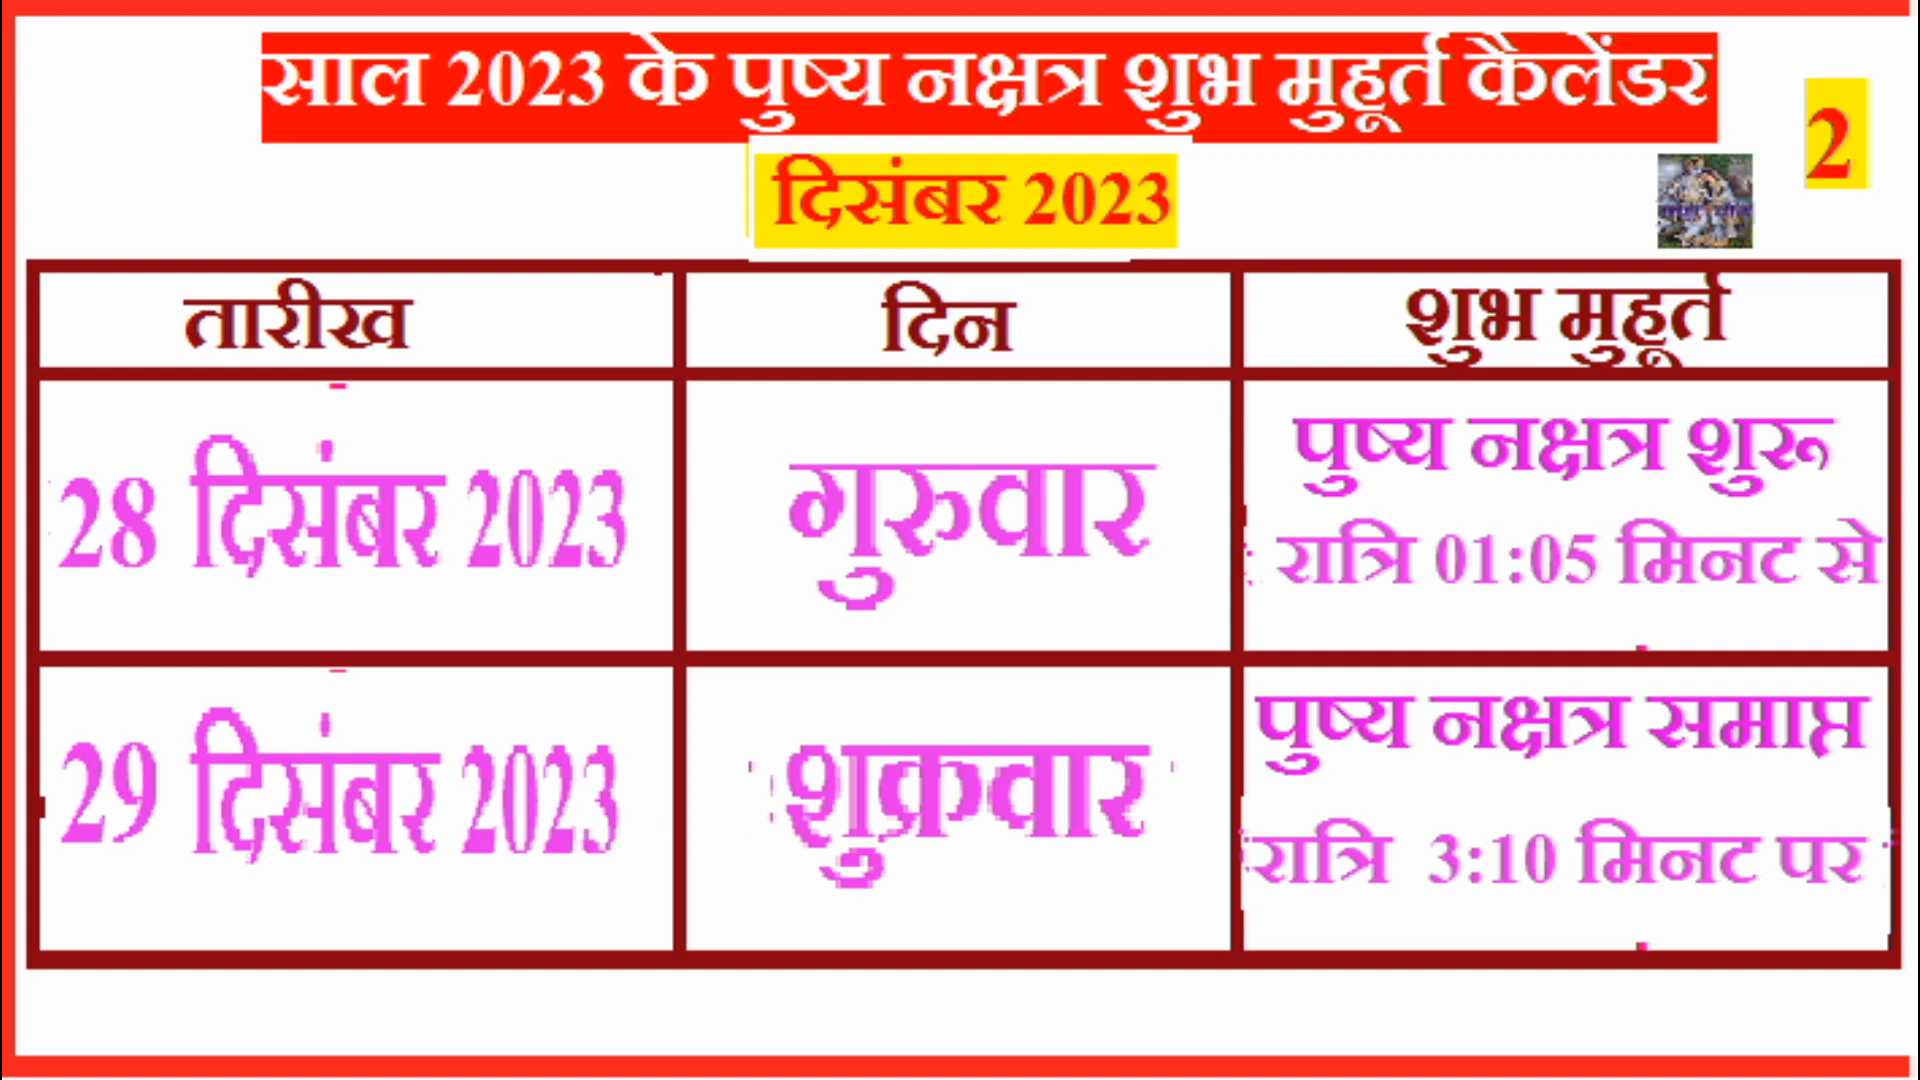 साल 2023 के पुष्य नक्षत्र शुभ मुहूर्त कैलेंडर
2
दिसंबर 2023
तारीख दिन शुभ मुहूर्त
28 दिसंबर 2023 गुरुवार पुष्य नक्षत्र शुरू
रात्रि 01:05 मिनट से
29 दिसंबर 2023 शुक्रवार पुष्य नक्षत्र समाप्त
रात्रि 3:10 मिनट पर